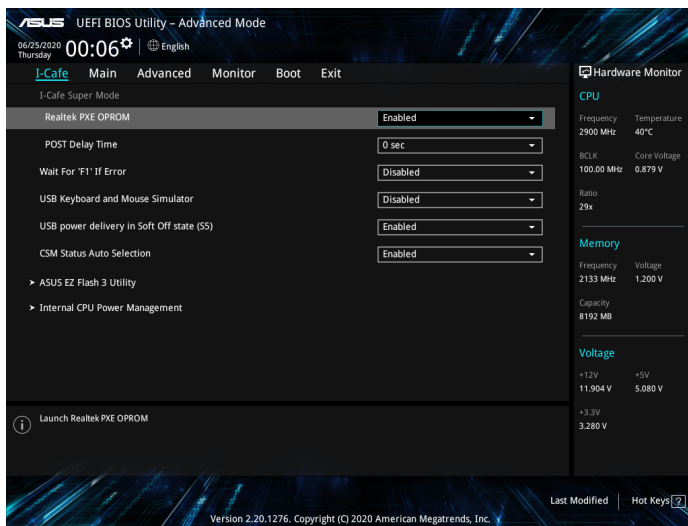 ASUS UEFI BIOS Utility – Advanced Mode
06/25/2020
Thursday 00:06 English
I-Cafe Main Advanced Monitor Boot Exit
I-Cafe Super Mode
Realtek PXE OPROM Enabled
POST Delay Time 0 sec
Wait For 'F1' If Error Disabled
USB Keyboard and Mouse Simulator Disabled
USB power delivery in Soft Off state (S5) Enabled
CSM Status Auto Selection Enabled
ASUS EZ Flash 3 Utility
Internal CPU Power Management
Launch Realtek PXE OPROM
Hardware Monitor
CPU
Frequency Temperature
2900 MHz 40°C
BCLK Core Voltage
100.00 MHz 0.879 V
Ratio
29x
Memory
Frequency Voltage
2133 MHz 1.200 V
Capacity
8192 MB
Voltage
+12V +5V
11.904 V 5.080 V
+3.3V
3.280 V
Last Modified Hot Keys ?
Version 2.20.1276. Copyright (C) 2020 American Megatrends, Inc.